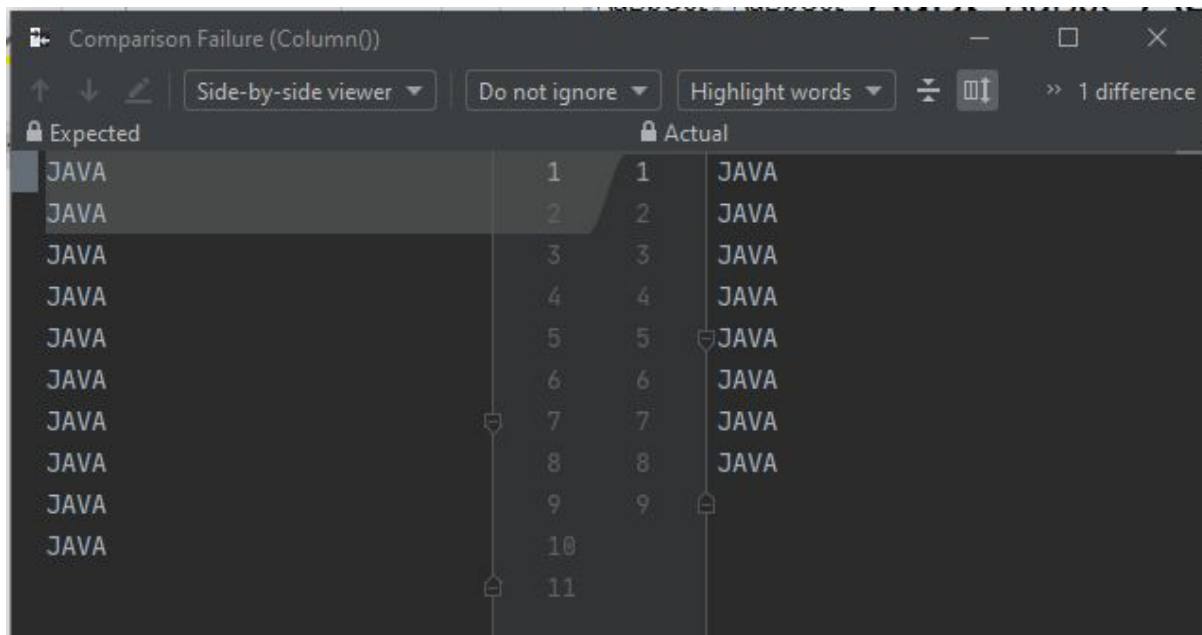 Comparison Failure (Column())
Side-by-side viewer Do not ignore Highlight words 1 difference
Expected Actual
JAVA 1 1 JAVA
JAVA 2 2 JAVA
JAVA 3 3 JAVA
JAVA 4 4 JAVA
JAVA 5 5 JAVA
JAVA 6 6 JAVA
JAVA 7 7 JAVA
JAVA 8 8 JAVA
JAVA 9 9
JAVA 10
11